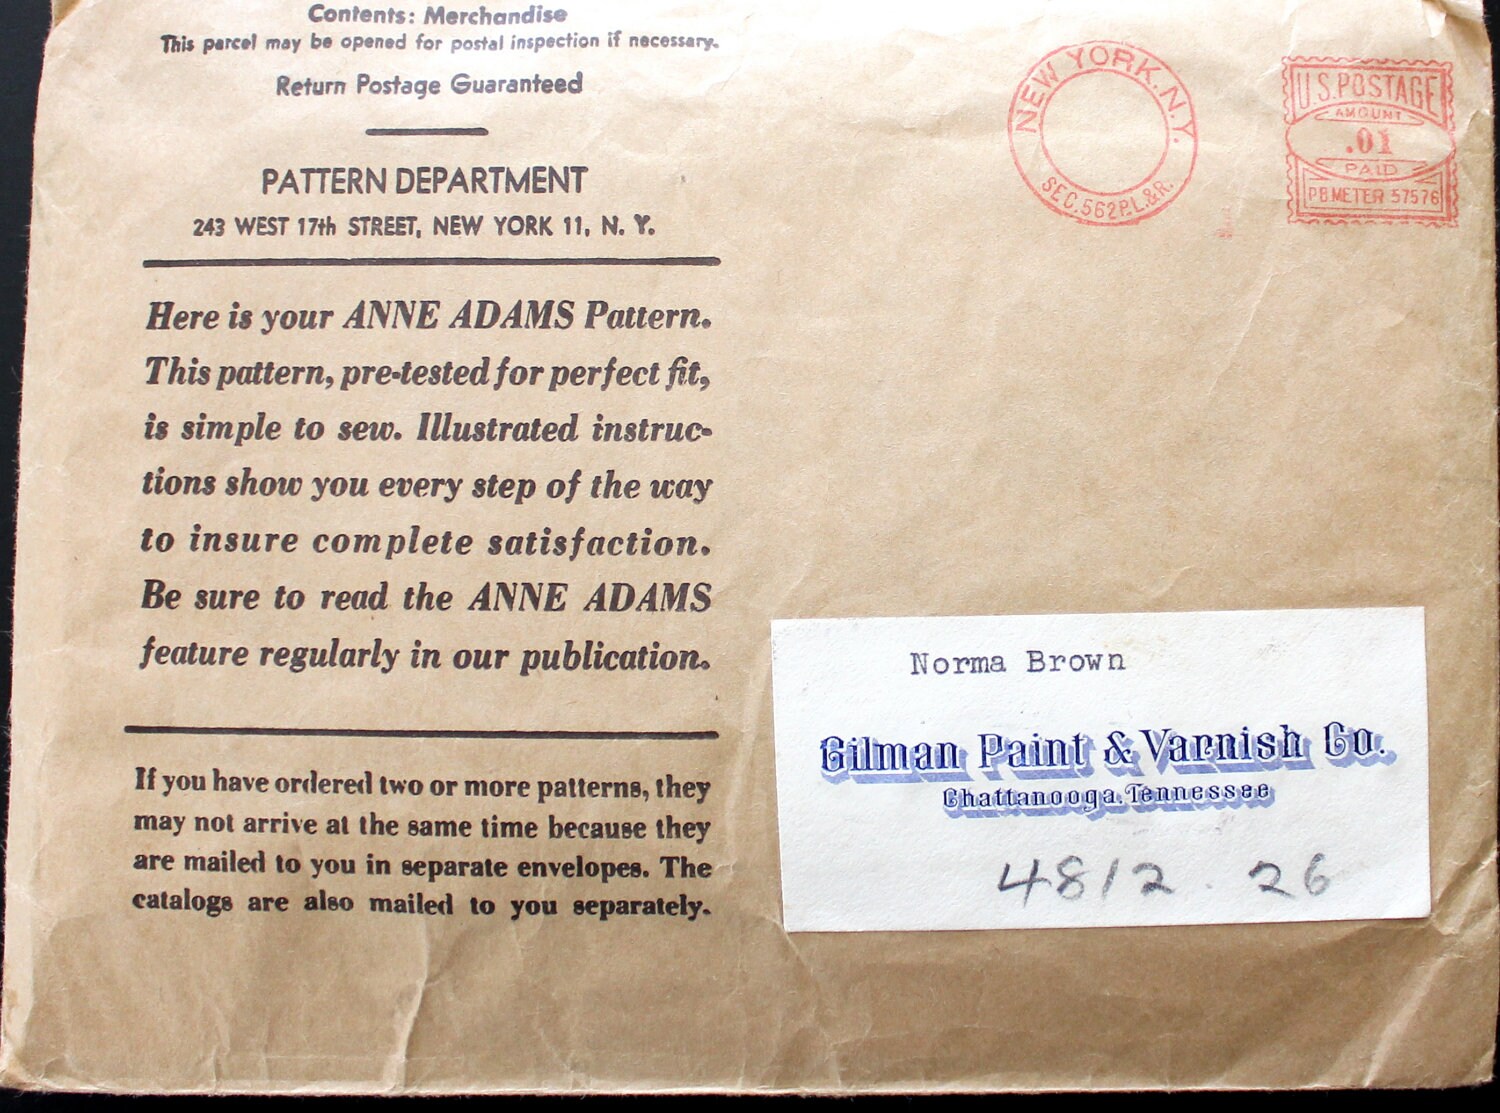 Contents: Merchandise
This parcel may be opened for postal inspection if necessary.
Return Postage Guaranteed
PATTERN DEPARTMENT
243 WEST 17th STREET, NEW YORK 11, N. Y.
Here is your ANNE ADAMS Pattern.
This pattern, pre-tested for perfect fit,
is simple to sew. Illustrated instruc-
tions show you every step of the way
to insure complete satisfaction.
Be sure to read the ANNE ADAMS
feature regularly in our publication.
If you have ordered two or more patterns, they
may not arrive at the same time because they
are mailed to you in separate envelopes. The
catalogs are also mailed to you separately.
NEW YORK, N.Y.
SEC. 562 P.L.&R.
U.S. POSTAGE
AMOUNT
.01
PAID
PB METER 57576
Norma Brown
Gilman Paint & Varnish Co.
Chattanooga, Tennessee
4812. 26